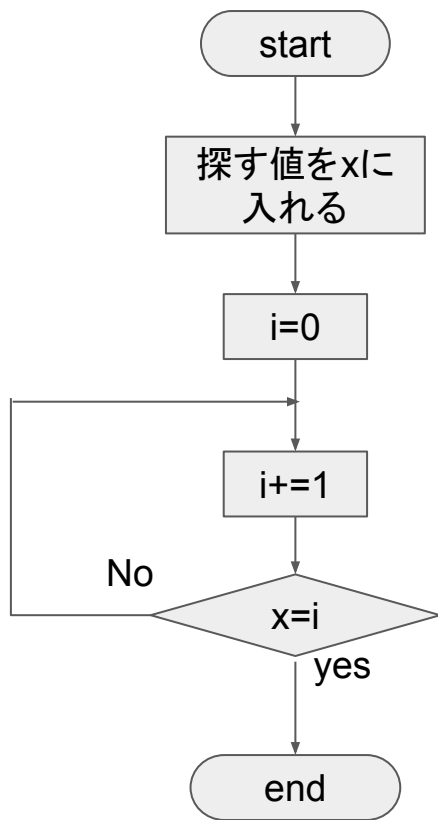 start
探す値をxに
入れる
i=0
i+=1
No
x=i
yes
end